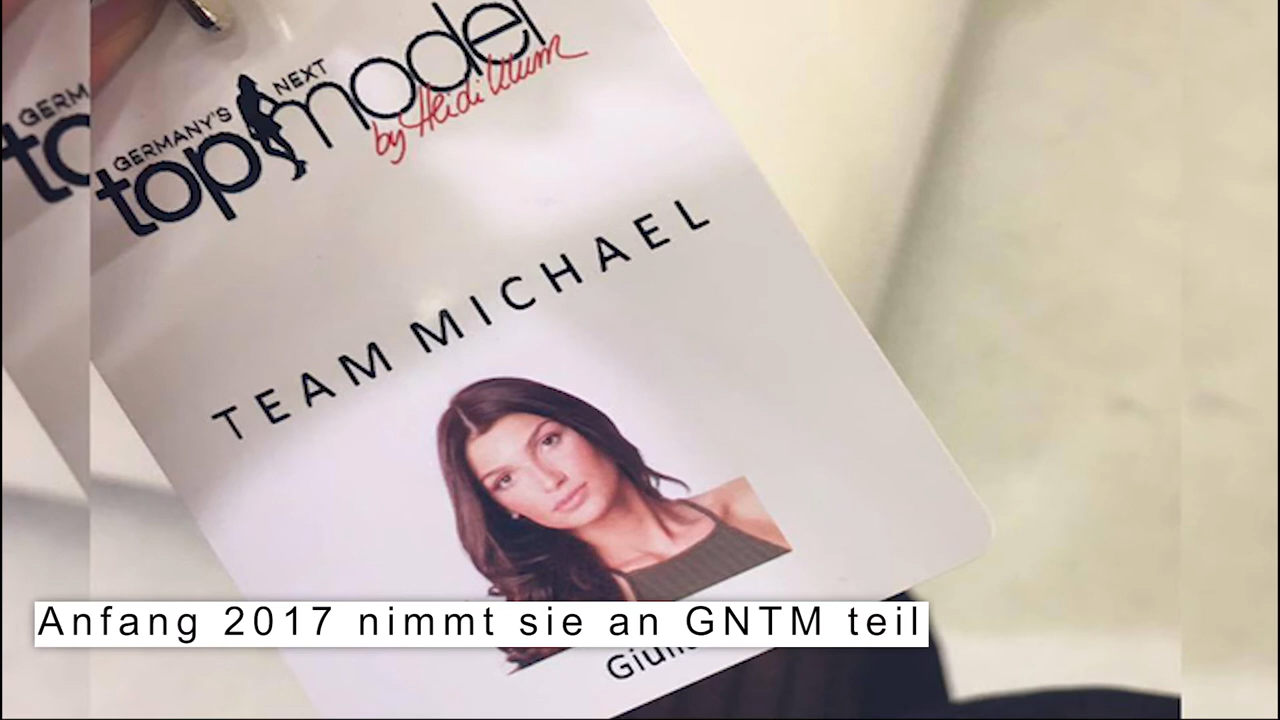 GERMANY'S NEXT
topmodel
by Heidi Klum
TEAM MICHAEL
Anfang 2017 nimmt sie an GNTM teil